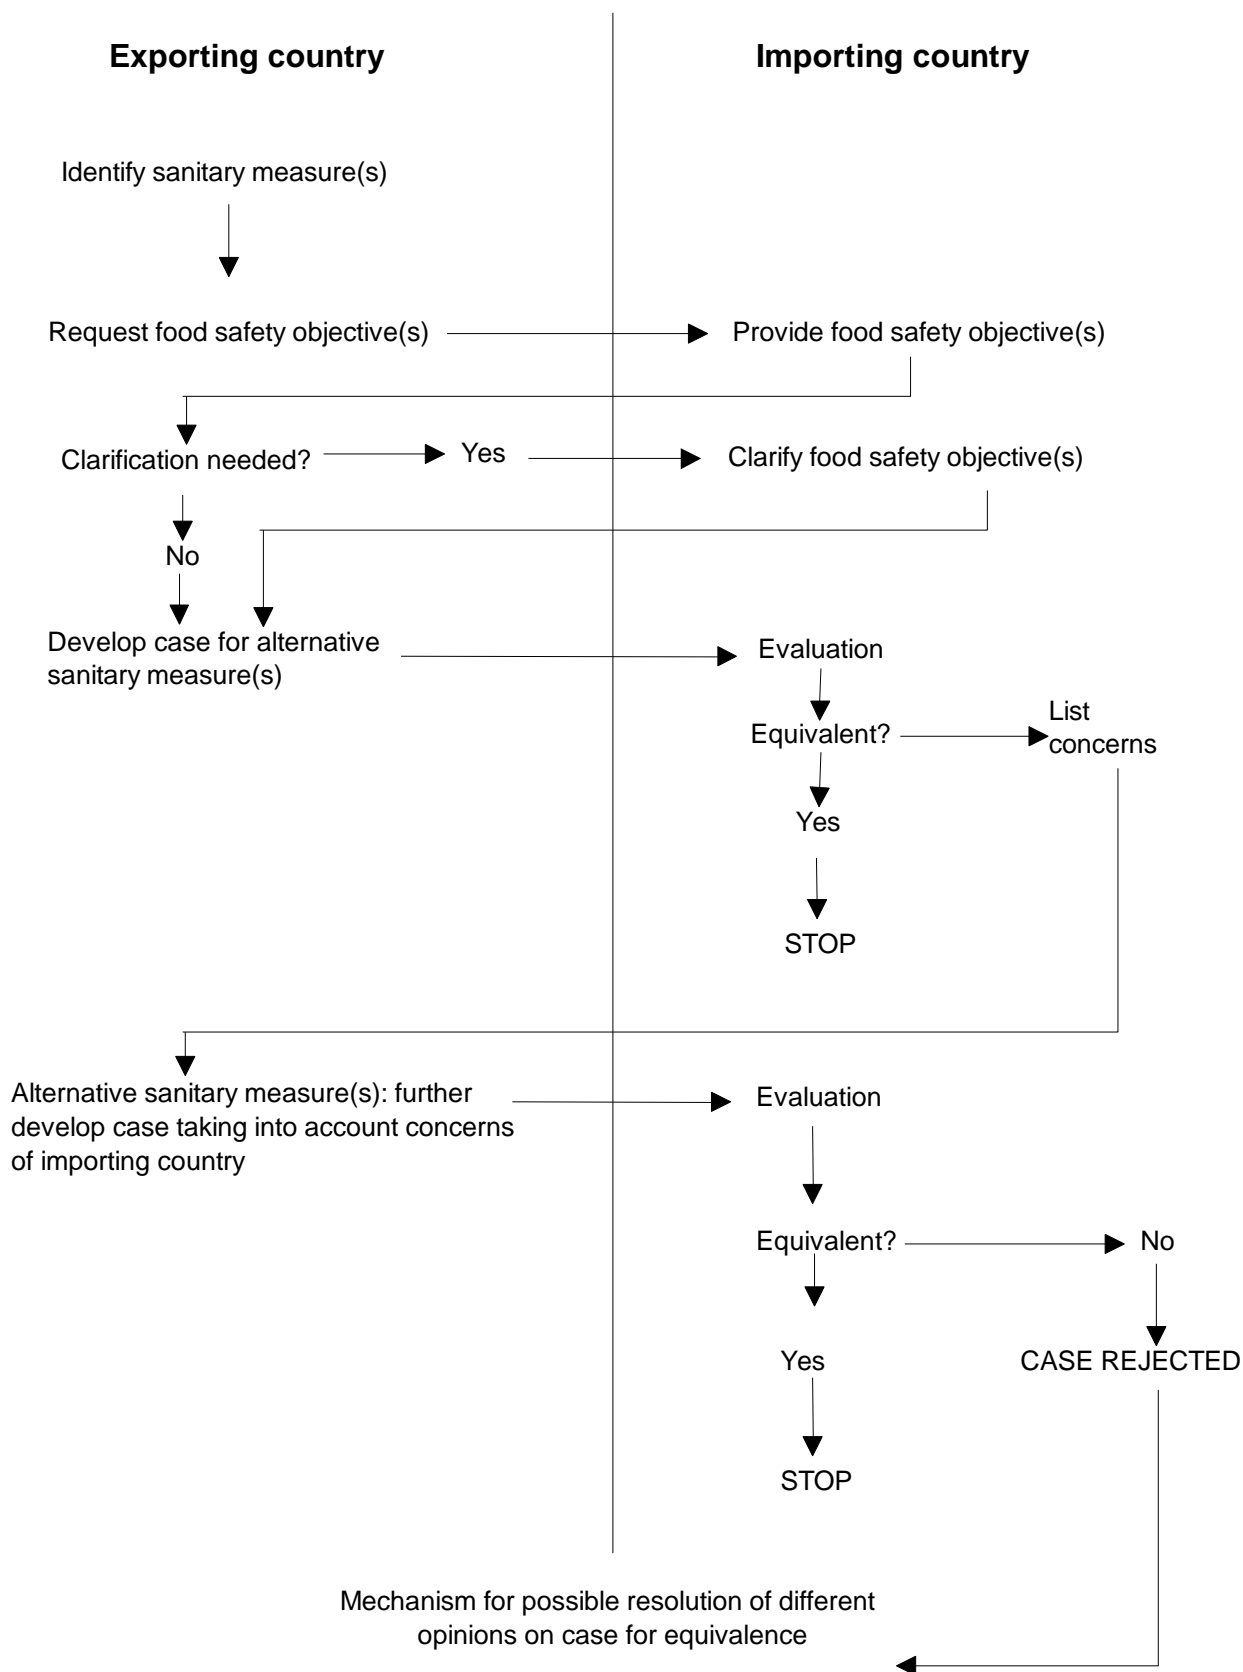 Exporting country
Importing country
Identify sanitary measure(s)
Request food safety objective(s)
Provide food safety objective(s)
Clarification needed?
Yes
Clarify food safety objective(s)
No
Develop case for alternative
sanitary measure(s)
Evaluation
Equivalent?
List
concerns
Yes
STOP
Alternative sanitary measure(s): further
develop case taking into account concerns
of importing country
Evaluation
Equivalent?
No
Yes
CASE REJECTED
STOP
Mechanism for possible resolution of different
opinions on case for equivalence